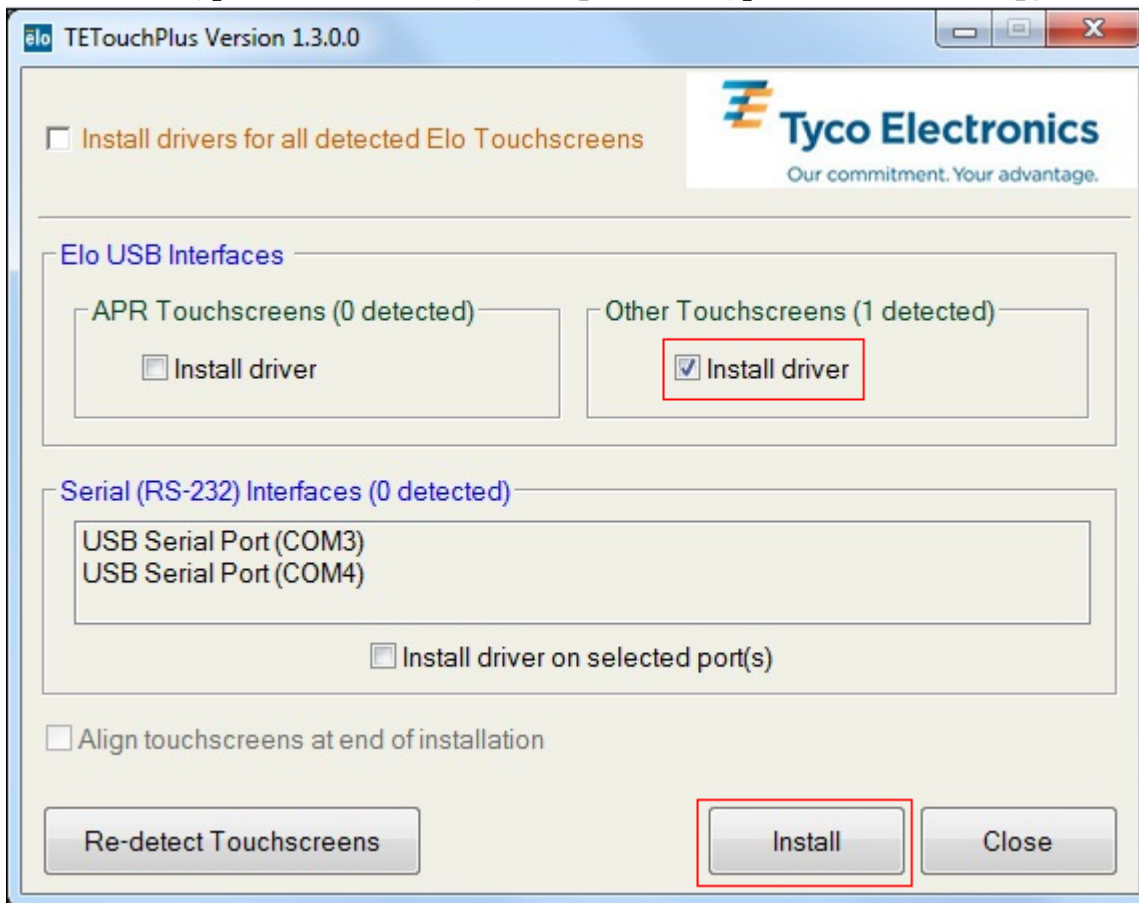 elo TETouchPlus Version 1.3.0.0
Install drivers for all detected Elo Touchscreens
Tyco Electronics
Our commitment. Your advantage.
Elo USB Interfaces
APR Touchscreens (0 detected)
Other Touchscreens (1 detected)
Install driver
Install driver
Serial (RS-232) Interfaces (0 detected)
USB Serial Port (COM3)
USB Serial Port (COM4)
Install driver on selected port(s)
Align touchscreens at end of installation
Re-detect Touchscreens
Install
Close